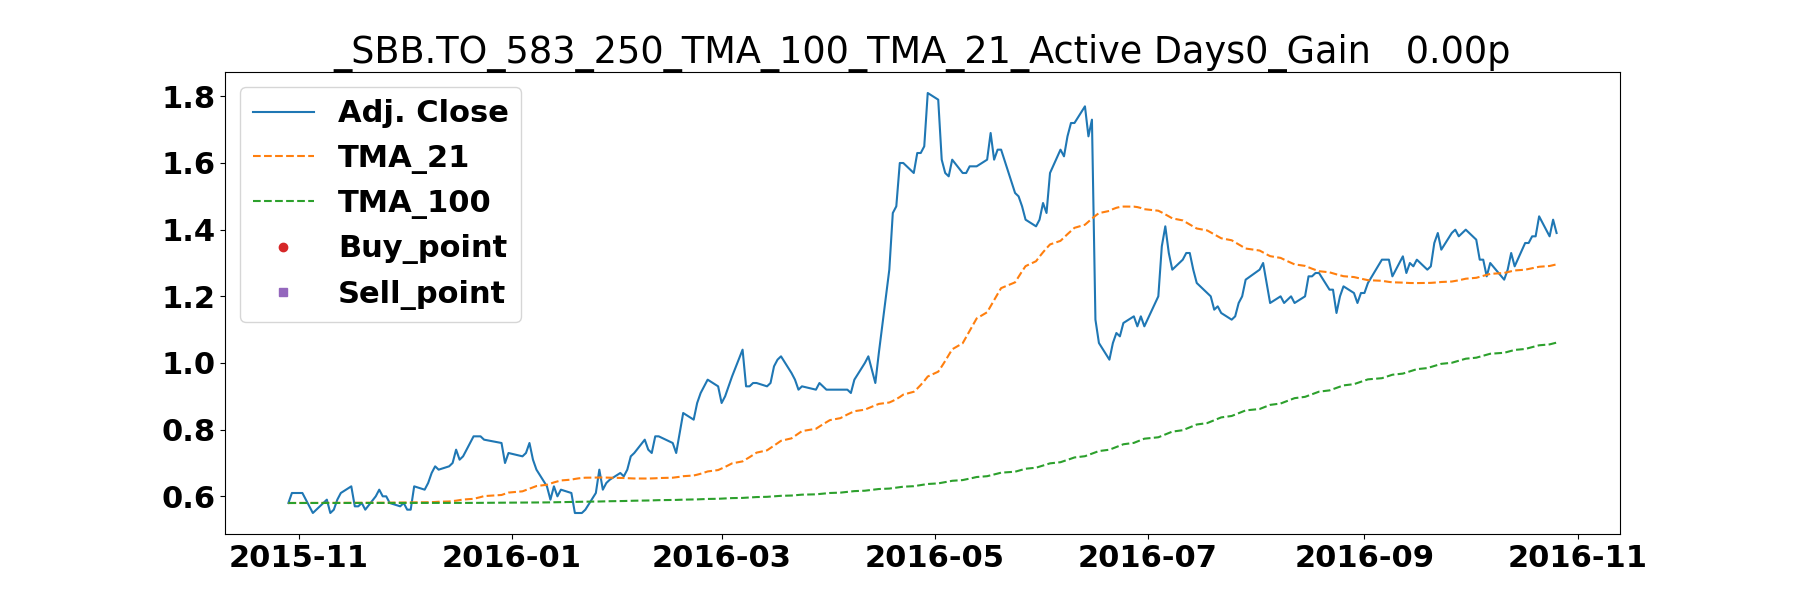 _SBB.TO_583_250_TMA_100_TMA_21_Active Days0_Gain   0.00p
Adj. Close
TMA_21
TMA_100
Buy_point
Sell_point
1.8
1.6
1.4
1.2
1.0
0.8
0.6
2015-11 2016-01 2016-03 2016-05 2016-07 2016-09 2016-11